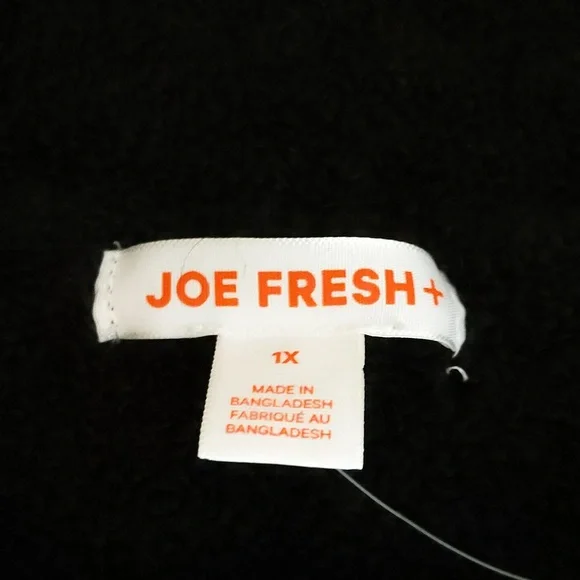 JOE FRESH+
1X
MADE IN
BANGLADESH
FABRIQUÉ AU
BANGLADESH